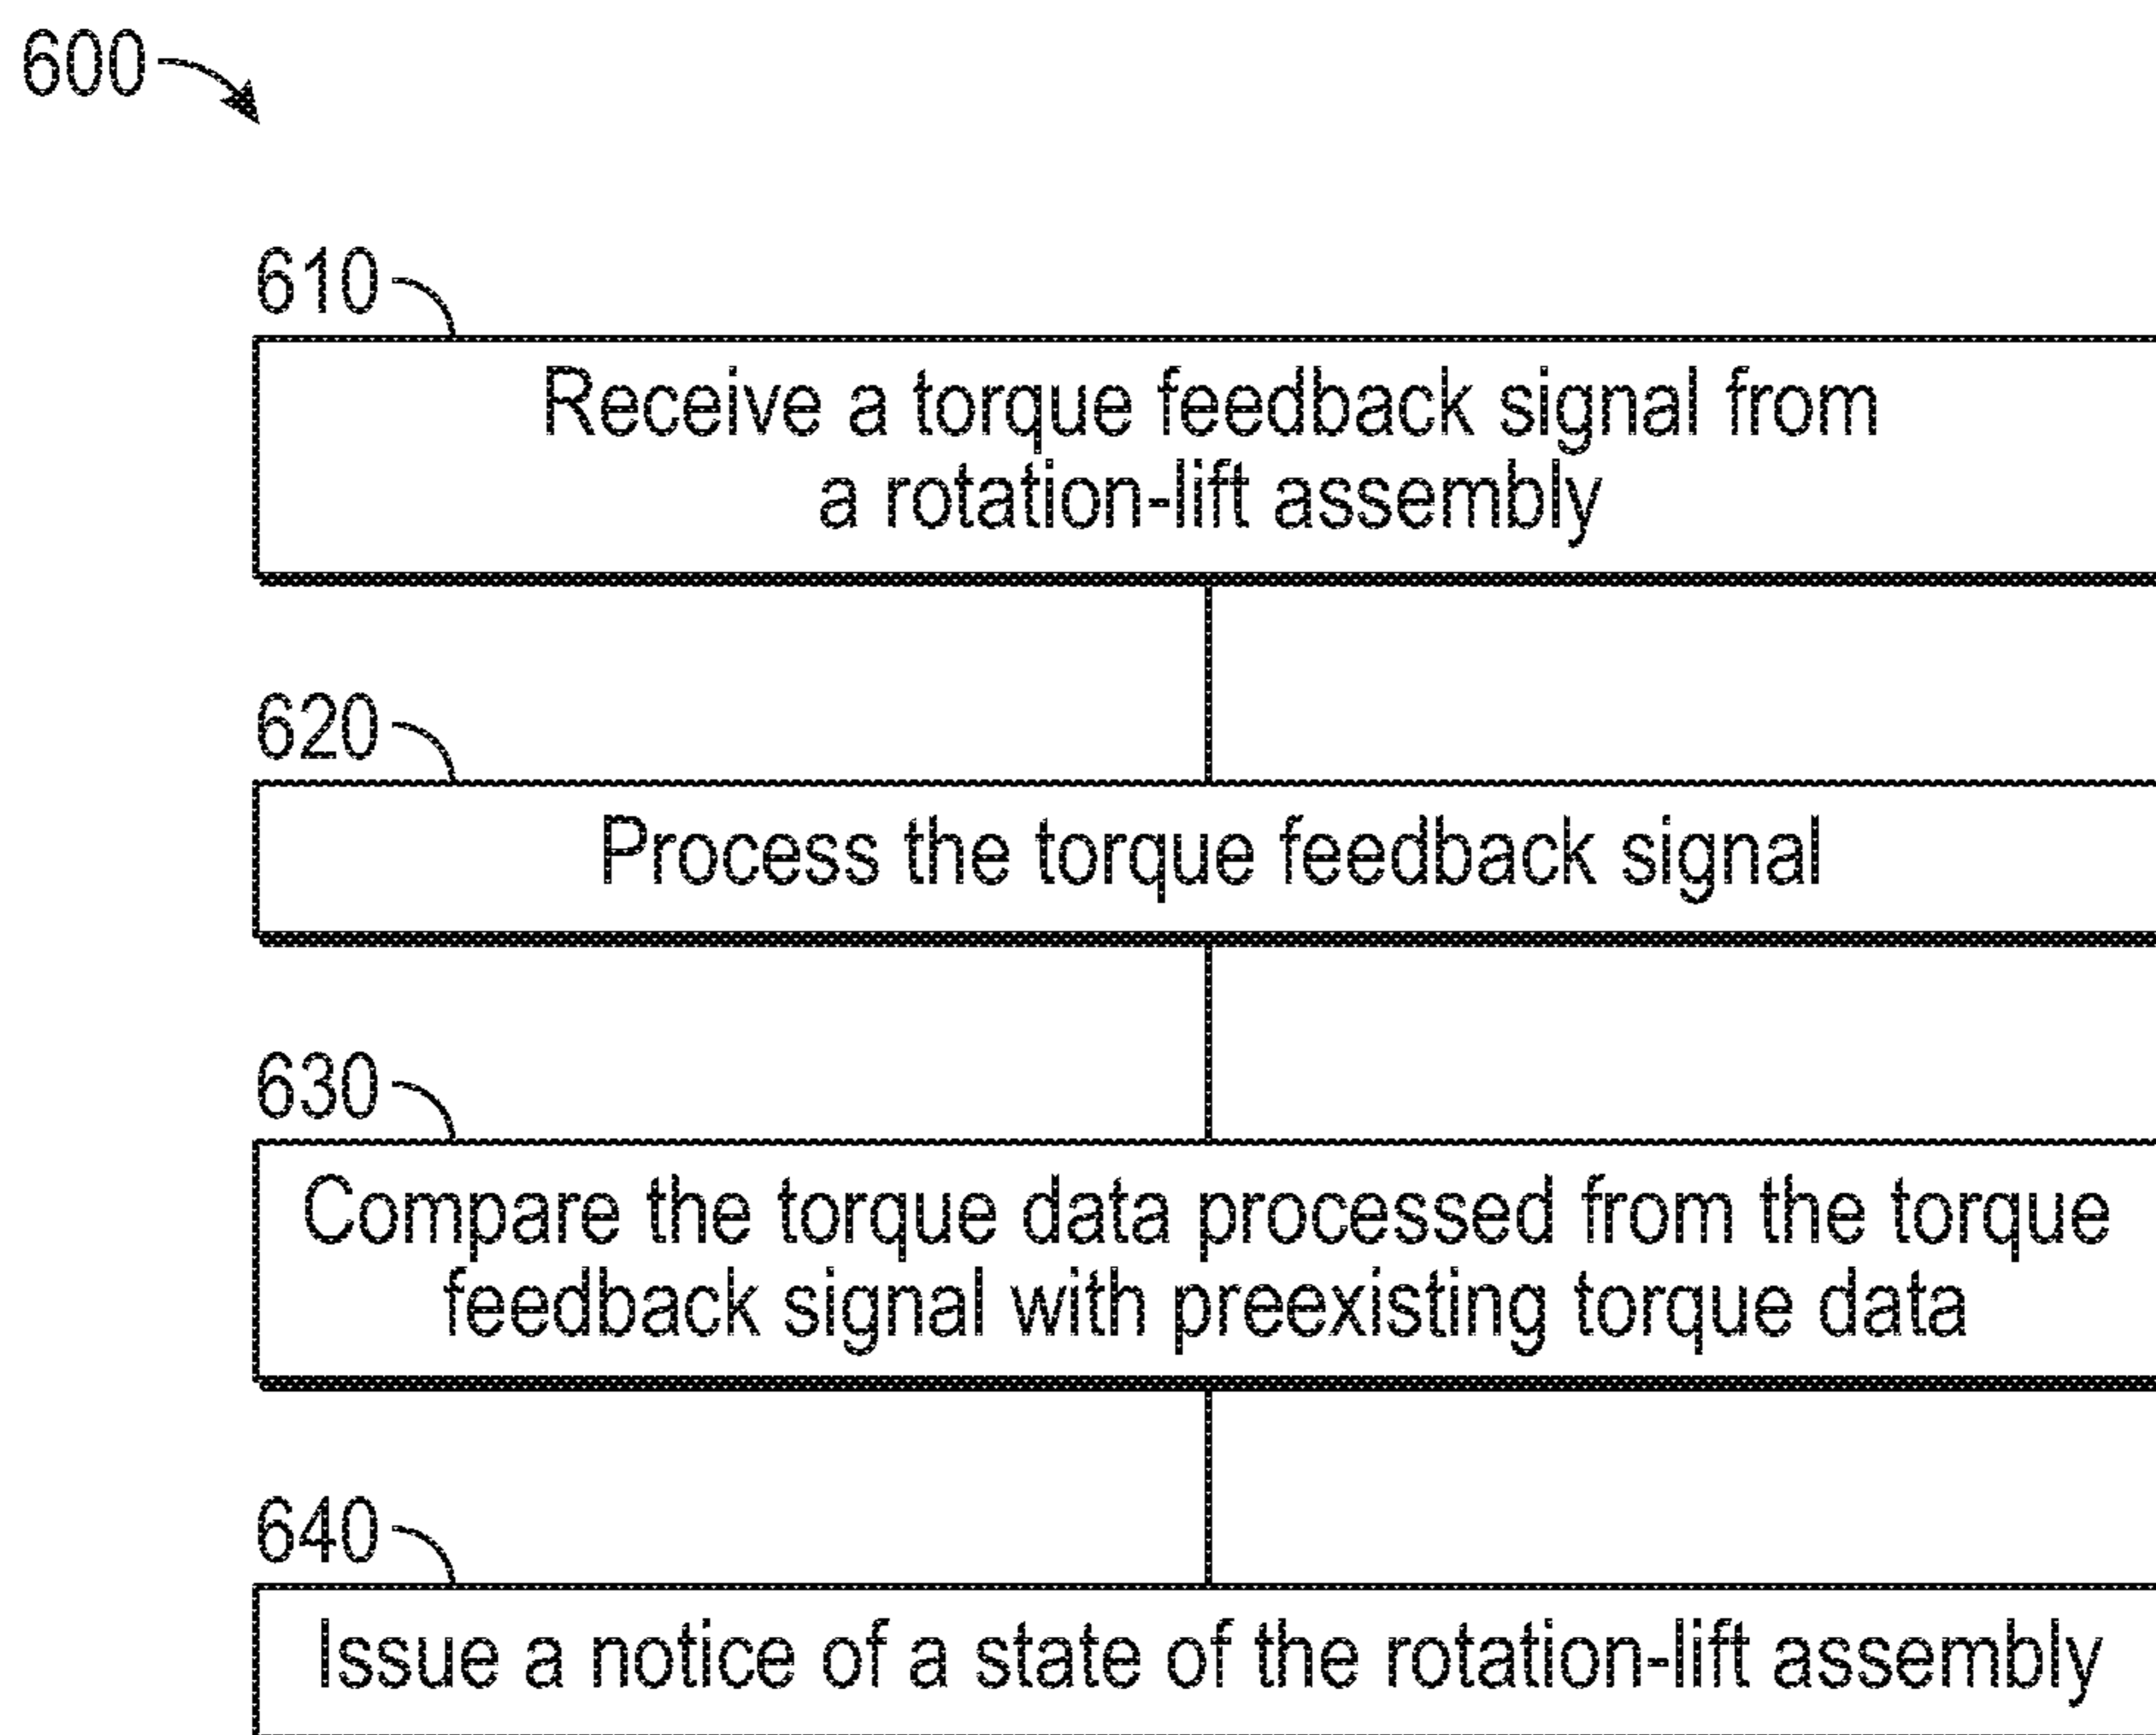 600
610
Receive a torque feedback signal from
a rotation-lift assembly
620
Process the torque feedback signal
630
Compare the torque data processed from the torque
feedback signal with preexisting torque data
640
Issue a notice of a state of the rotation-lift assembly